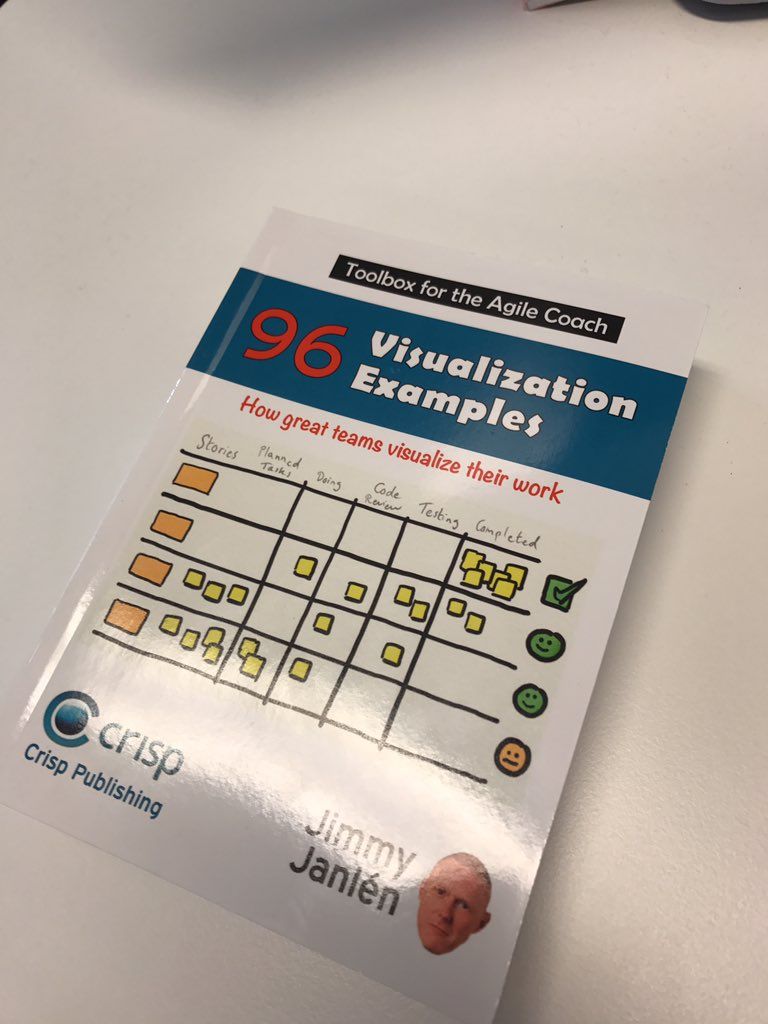 Toolbox for the Agile Coach
96 Visualization
Examples
How great teams visualize their work
Stories Planned Tasks Doing Code Review Testing Completed
crisp
Crisp Publishing
Jimmy
Janlén